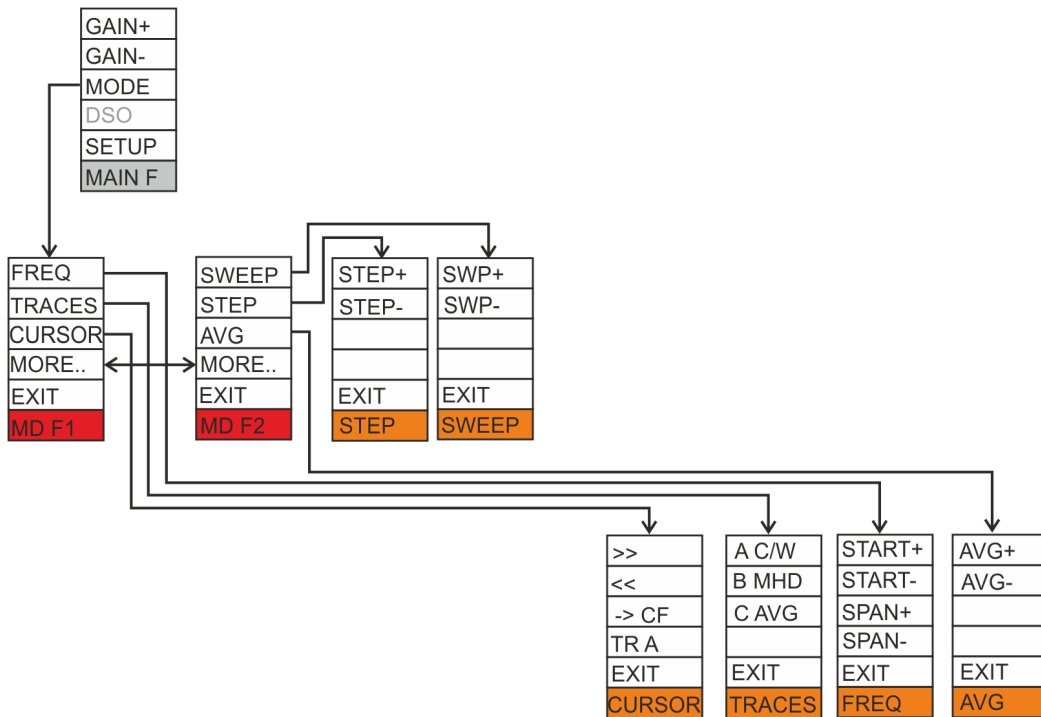 GAIN+
GAIN-
MODE
DSO
SETUP
MAIN F
FREQ
TRACES
CURSOR
MORE..
EXIT
MD F1
SWEEP
STEP
AVG
MORE..
EXIT
MD F2
STEP+
STEP-
EXIT
STEP
SWP+
SWP-
EXIT
SWEEP
>>
<<
-> CF
TR A
EXIT
CURSOR
A C/W
B MHD
C AVG
EXIT
TRACES
START+
START-
SPAN+
SPAN-
EXIT
FREQ
AVG+
AVG-
EXIT
AVG